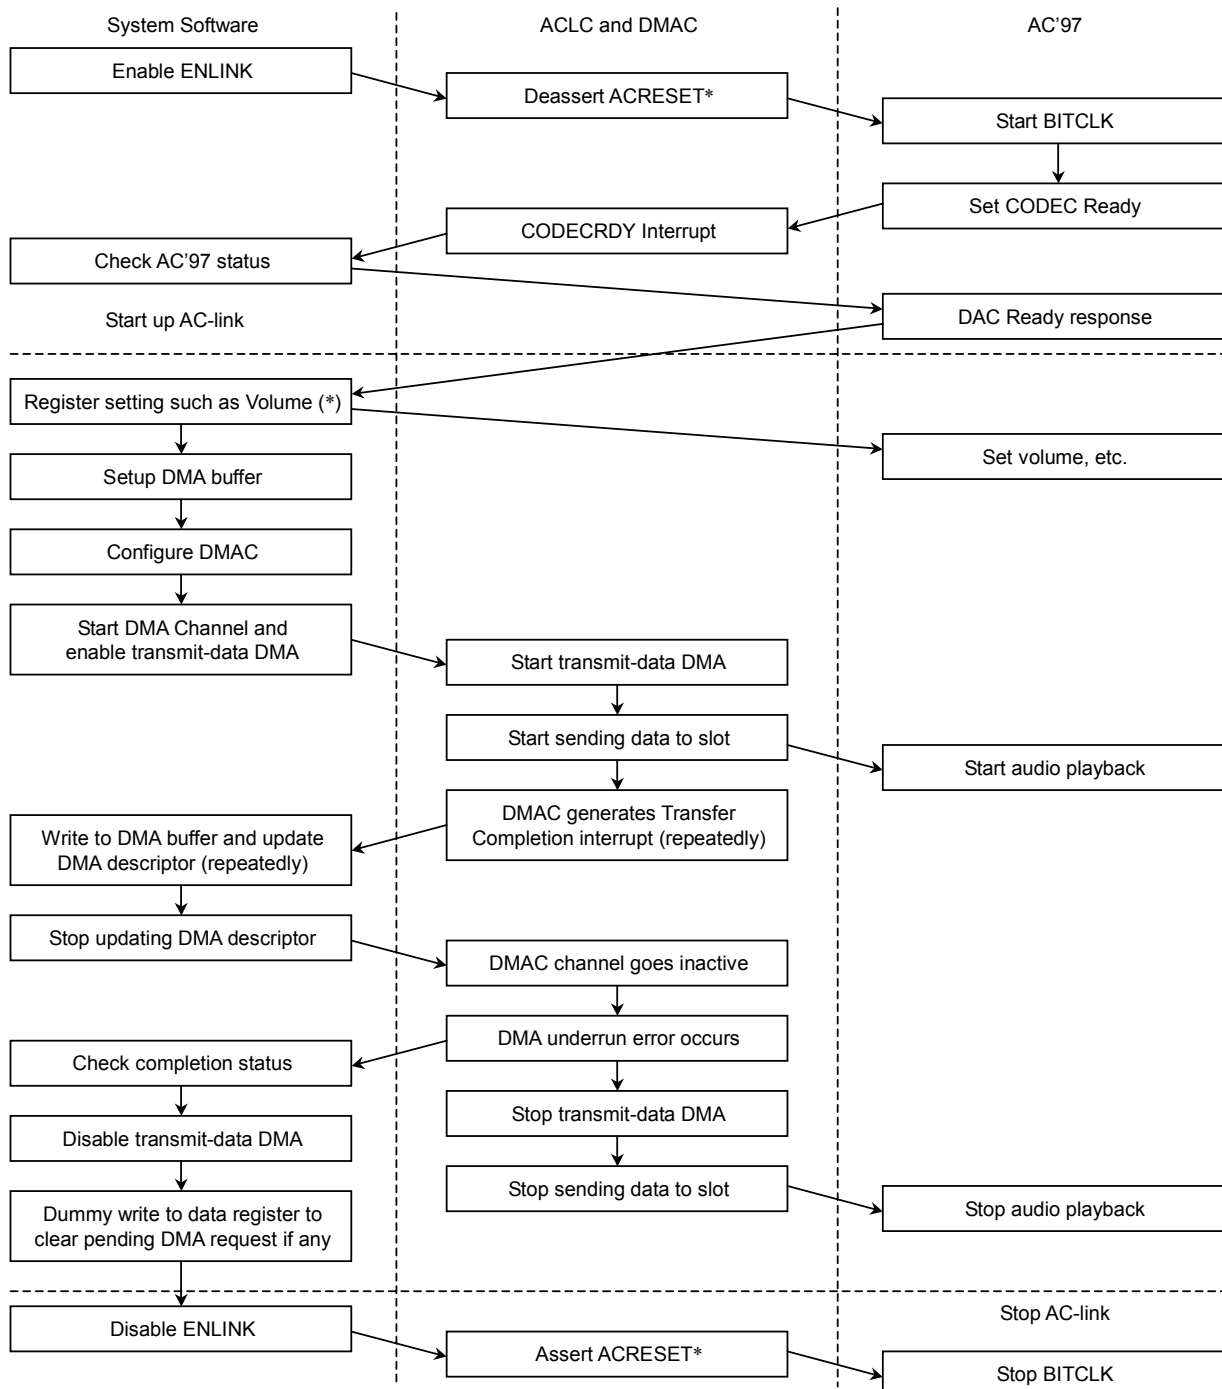 System Software
ACLC and DMAC
AC’97
Enable ENLINK
Deassert ACRESET*
Start BITCLK
Set CODEC Ready
CODECRDY Interrupt
Check AC’97 status
DAC Ready response
Start up AC-link
Register setting such as Volume (*)
Set volume, etc.
Setup DMA buffer
Configure DMAC
Start DMA Channel and
enable transmit-data DMA
Start transmit-data DMA
Start sending data to slot
Start audio playback
DMAC generates Transfer
Completion interrupt (repeatedly)
Write to DMA buffer and update
DMA descriptor (repeatedly)
Stop updating DMA descriptor
DMAC channel goes inactive
DMA underrun error occurs
Check completion status
Stop transmit-data DMA
Disable transmit-data DMA
Stop sending data to slot
Stop audio playback
Dummy write to data register to
clear pending DMA request if any
Stop AC-link
Disable ENLINK
Assert ACRESET*
Stop BITCLK